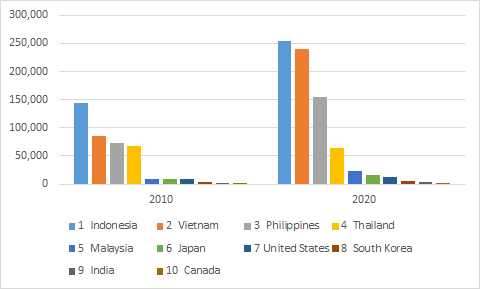 300,000
250,000
200,000
150,000
100,000
50,000
0
2010 2020
1 Indonesia 2 Vietnam 3 Philippines 4 Thailand
5 Malaysia 6 Japan 7 United States 8 South Korea
9 India 10 Canada